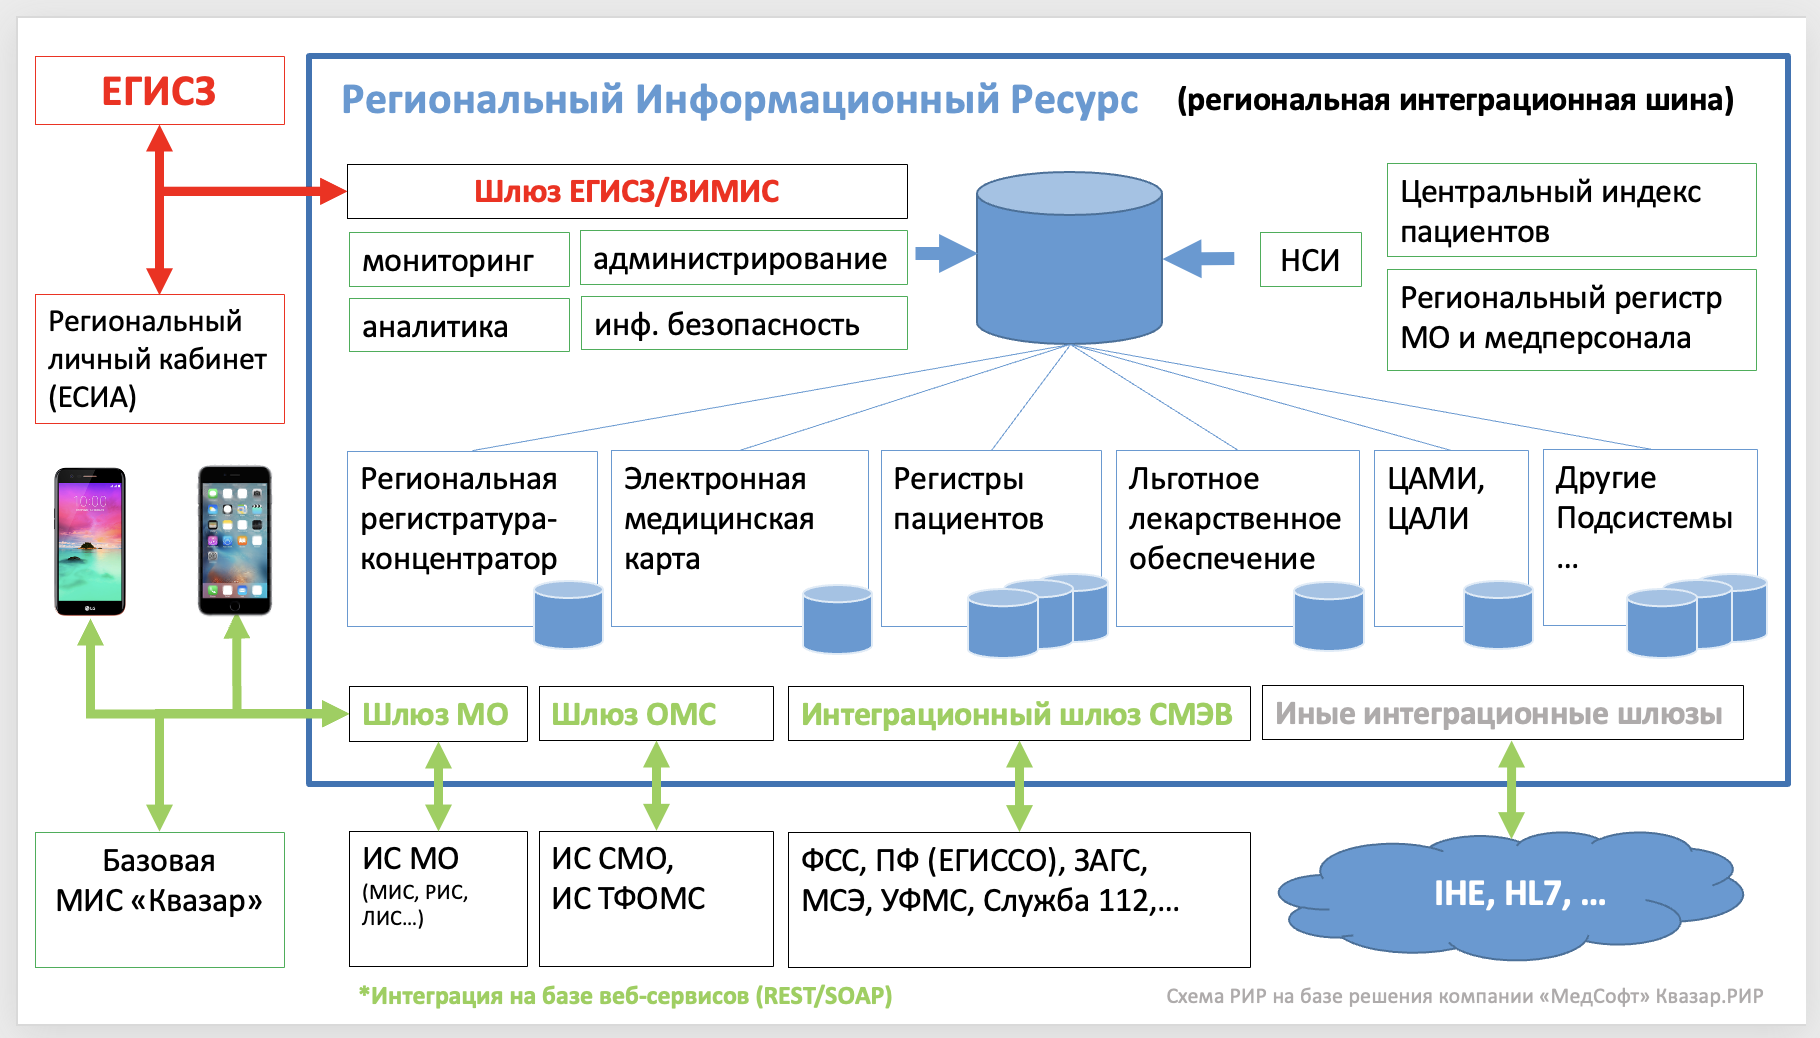 ЕГИСЗ
Региональный Информационный Ресурс
(региональная интеграционная шина)
Шлюз ЕГИСЗ/ВИМИС
мониторинг
администрирование
аналитика
инф. безопасность
НСИ
Центральный индекс
пациентов
Региональный регистр
МО и медперсонала
Региональный
личный кабинет
(ЕСИА)
Региональная
регистратура-
концентратор
Электронная
медицинская
карта
Регистры
пациентов
Льготное
лекарственное
обеспечение
ЦАМИ,
ЦАЛИ
Другие
Подсистемы
...
10:00
LG
Шлюз МО
Шлюз ОМС
Интеграционный шлюз СМЭВ
Иные интеграционные шлюзы
Базовая
МИС «Квазар»
ИС МО
(МИС, РИС,
ЛИС...)
ИС СМО,
ИС ТФОМС
ФСС, ПФ (ЕГИССО), ЗАГС,
МСЭ, УФМС, Служба 112,...
IHE, HL7, ...
*Интеграция на базе веб-сервисов (REST/SOAP)
Схема РИР на базе решения компании «МедСофт» Квазар.РИР